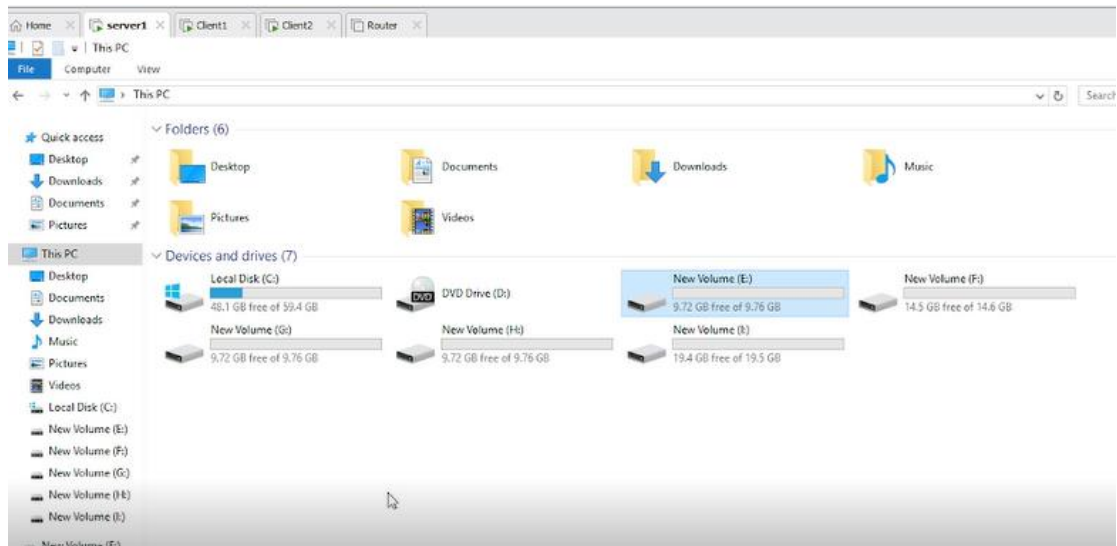 Home server1 Client1 Client2 Router
This PC
File Computer View
This PC Search
Quick access
Desktop
Downloads
Documents
Pictures
This PC
Desktop
Documents
Downloads
Music
Pictures
Videos
Local Disk (C:)
New Volume (E:)
New Volume (F:)
New Volume (G:)
New Volume (H:)
New Volume (I:)
Folders (6)
Desktop Documents Downloads Music
Pictures Videos
Devices and drives (7)
Local Disk (C:)
48.1 GB free of 59.4 GB
DVD
DVD Drive (D:)
New Volume (E:)
9.72 GB free of 9.76 GB
New Volume (F:)
14.5 GB free of 14.6 GB
New Volume (G:)
9.72 GB free of 9.76 GB
New Volume (H:)
9.72 GB free of 9.76 GB
New Volume (I:)
19.4 GB free of 19.5 GB